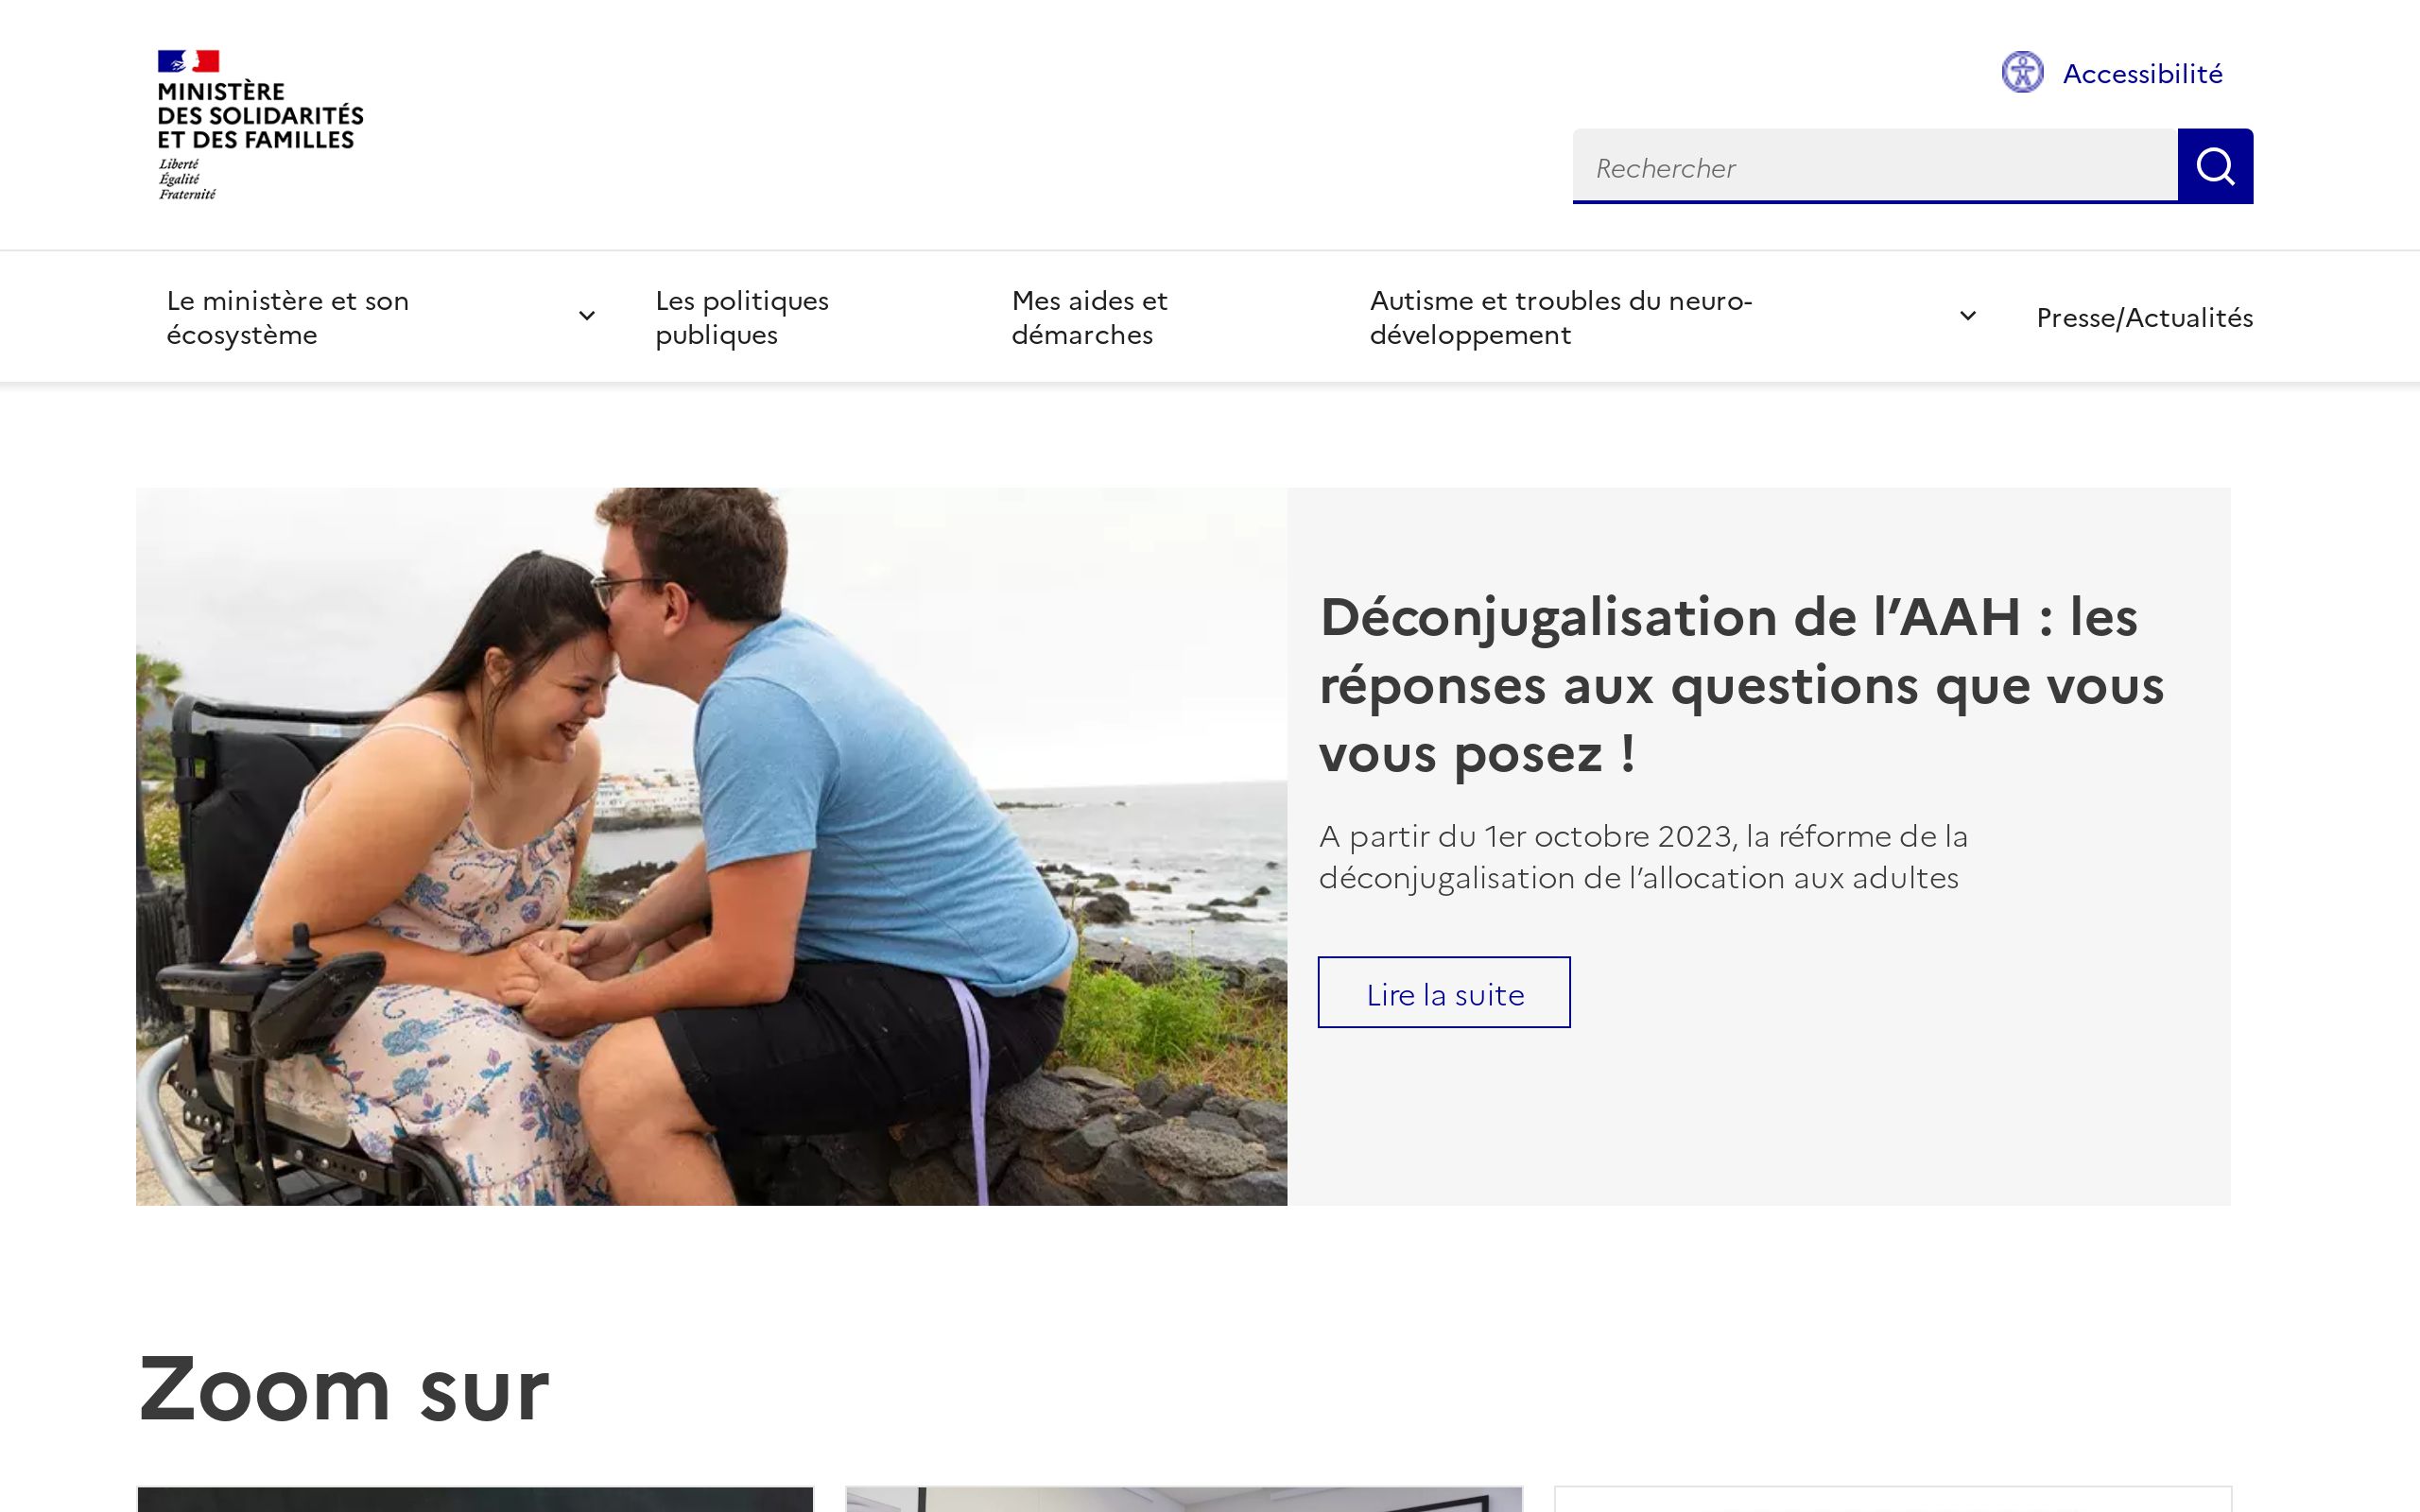 MINISTÈRE
DES SOLIDARITÉS
ET DES FAMILLES
Liberté
Égalité
Fraternité
Accessibilité
Rechercher
Le ministère et son
écosystème
Les politiques
publiques
Mes aides et
démarches
Autisme et troubles du neuro-
développement
Presse/Actualités
Déconjugalisation de l’AAH : les
réponses aux questions que vous
vous posez !
A partir du 1er octobre 2023, la réforme de la
déconjugalisation de l’allocation aux adultes
Lire la suite
Zoom sur